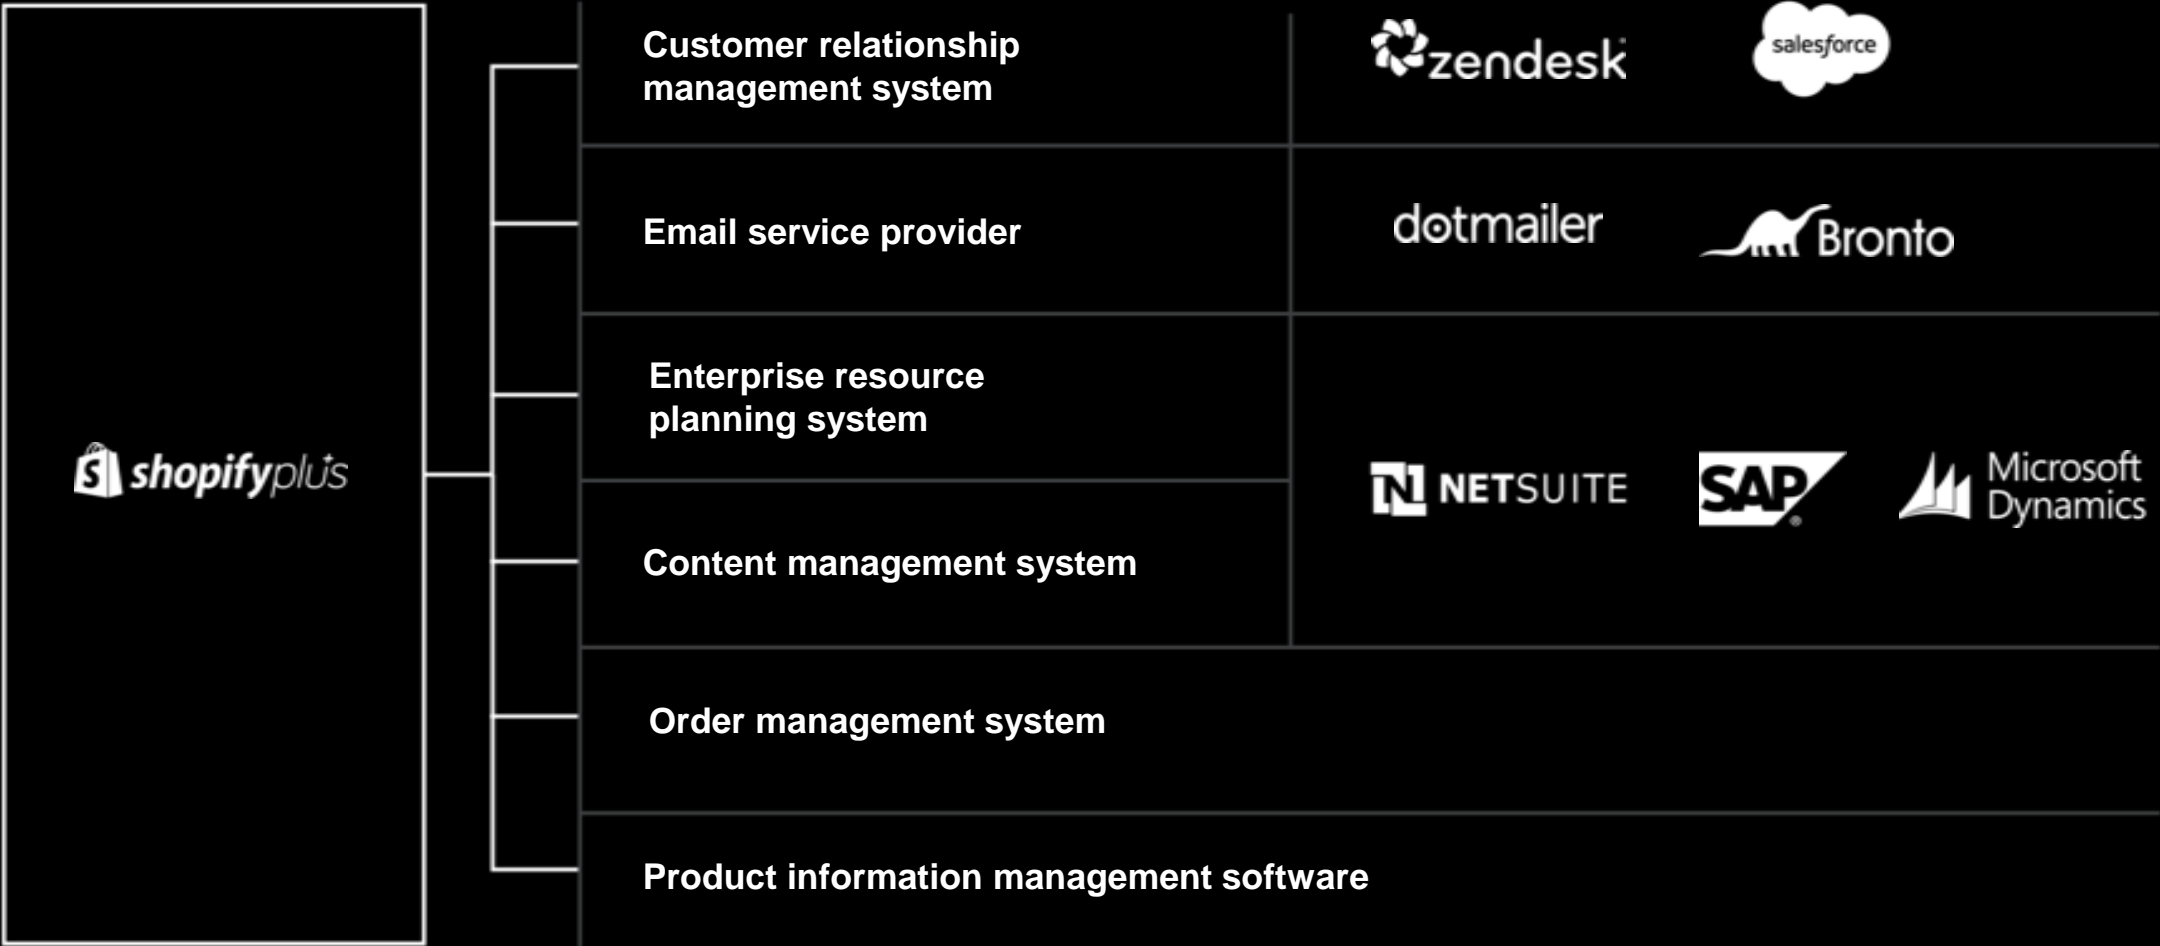 Customer relationship
management system
zendesk
salesforce
Email service provider
dotmailer
Bronto
Enterprise resource
planning system
shopifyplus
NETSUITE
SAP®
Microsoft
Dynamics
Content management system
Order management system
Product information management software